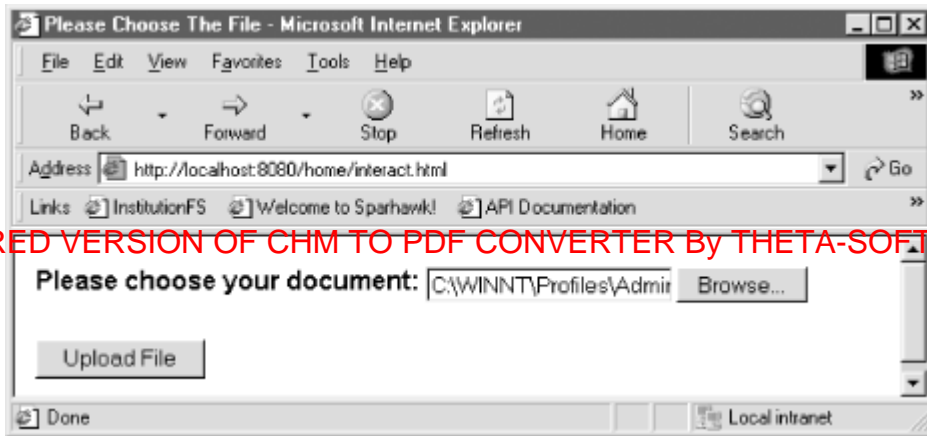 Please Choose The File - Microsoft Internet Explorer
File Edit View Favorites Tools Help
Back Forward Stop Refresh Home Search »
Address http://localhost:8080/home/interact.html Go
Links InstitutionFS Welcome to Sparhawk! API Documentation »
RED VERSION OF CHM TO PDF CONVERTER By THETA-SOFT
Please choose your document: C:\WINNT\Profiles\Admin Browse...
Upload File
Done Local intranet